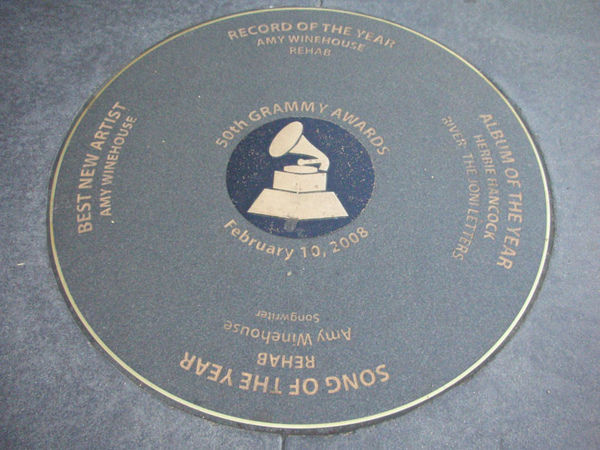 RECORD OF THE YEAR
AMY WINEHOUSE
REHAB
ALBUM OF THE YEAR
HERBIE HANCOCK
RIVER: THE JONI LETTERS
SONG OF THE YEAR
REHAB
Amy Winehouse
Songwriter
BEST NEW ARTIST
AMY WINEHOUSE
50th GRAMMY AWARDS
February 10, 2008